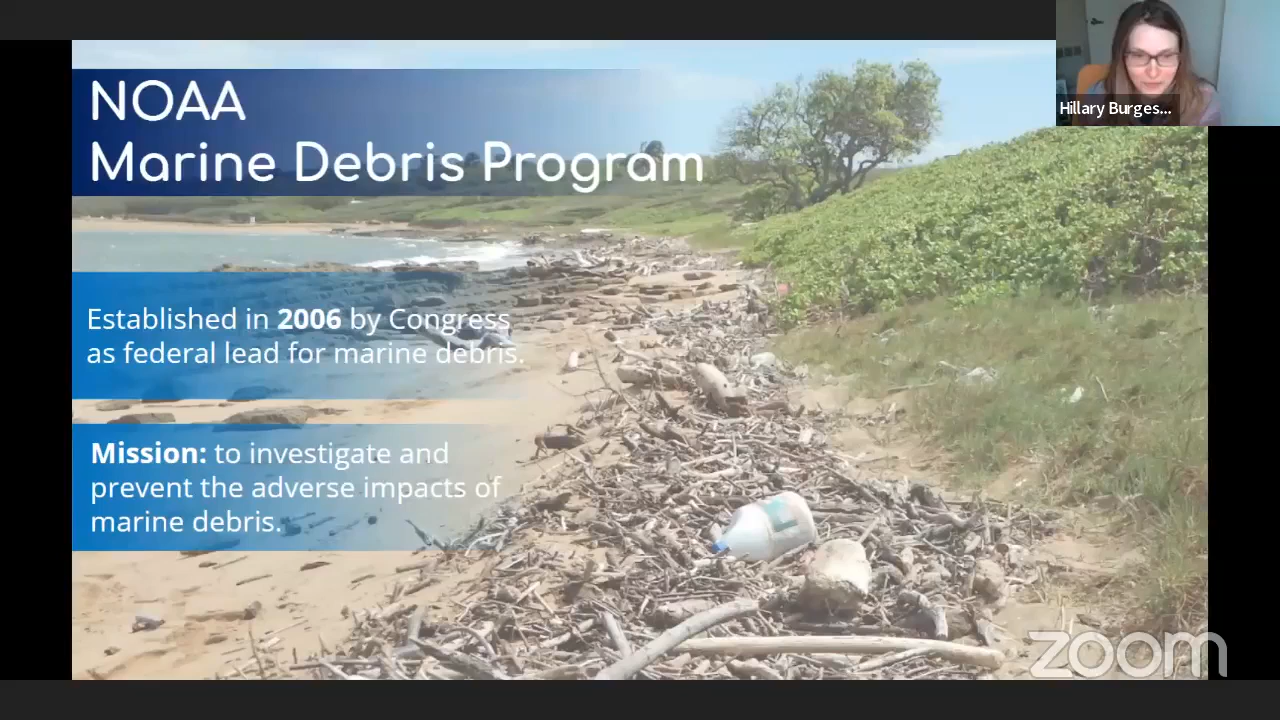 NOAA
Marine Debris Program
Hillary Burges...
Established in 2006 by Congress
as federal lead for marine debris.
Mission: to investigate and
prevent the adverse impacts of
marine debris.
zoom